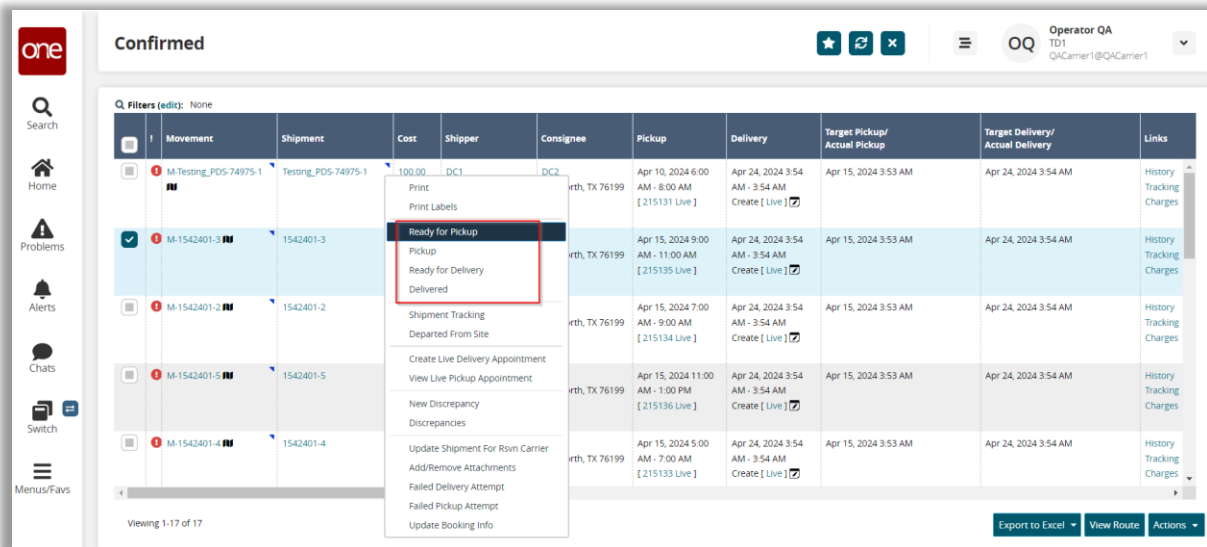 one
Confirmed
OQ
Operator QA
TD1
QACarrier1@QACarrier1
Search
Home
Problems
Alerts
Chats
Switch
Menus/Favs
Filters (edit): None
! Movement Shipment Cost Shipper Consignee Pickup Delivery Target Pickup/ Target Delivery/ Links
Actual Pickup Actual Delivery
M-Testing_PDS-74975-1 Testing_PDS-74975-1 100.00 DC1 DC2 Apr 10, 2024 6:00 Apr 24, 2024 3:54 Apr 15, 2024 3:53 AM Apr 24, 2024 3:54 AM History
TX 76199 AM - 8:00 AM AM - 3:54 AM Tracking
[ 215131 Live ] Create [ Live ] Charges
M-1542401-3 1542401-3 Apr 15, 2024 9:00 Apr 24, 2024 3:54 Apr 15, 2024 3:53 AM Apr 24, 2024 3:54 AM History
TX 76199 AM - 11:00 AM AM - 3:54 AM Tracking
[ 215135 Live ] Create [ Live ] Charges
M-1542401-2 1542401-2 Apr 15, 2024 7:00 Apr 24, 2024 3:54 Apr 15, 2024 3:53 AM Apr 24, 2024 3:54 AM History
TX 76199 AM - 9:00 AM AM - 3:54 AM Tracking
[ 215134 Live ] Create [ Live ] Charges
M-1542401-5 1542401-5 Apr 15, 2024 11:00 Apr 24, 2024 3:54 Apr 15, 2024 3:53 AM Apr 24, 2024 3:54 AM History
TX 76199 AM - 1:00 PM AM - 3:54 AM Tracking
[ 215136 Live ] Create [ Live ] Charges
M-1542401-4 1542401-4 Apr 15, 2024 5:00 Apr 24, 2024 3:54 Apr 15, 2024 3:53 AM Apr 24, 2024 3:54 AM History
TX 76199 AM - 7:00 AM AM - 3:54 AM Tracking
[ 215133 Live ] Create [ Live ] Charges
Print
Print Labels
Ready for Pickup
Pickup
Ready for Delivery
Delivered
Shipment Tracking
Departed From Site
Create Live Delivery Appointment
View Live Pickup Appointment
New Discrepancy
Discrepancies
Update Shipment For Rsvn Carrier
Add/Remove Attachments
Failed Delivery Attempt
Failed Pickup Attempt
Update Booking Info
Viewing 1-17 of 17
Export to Excel View Route Actions